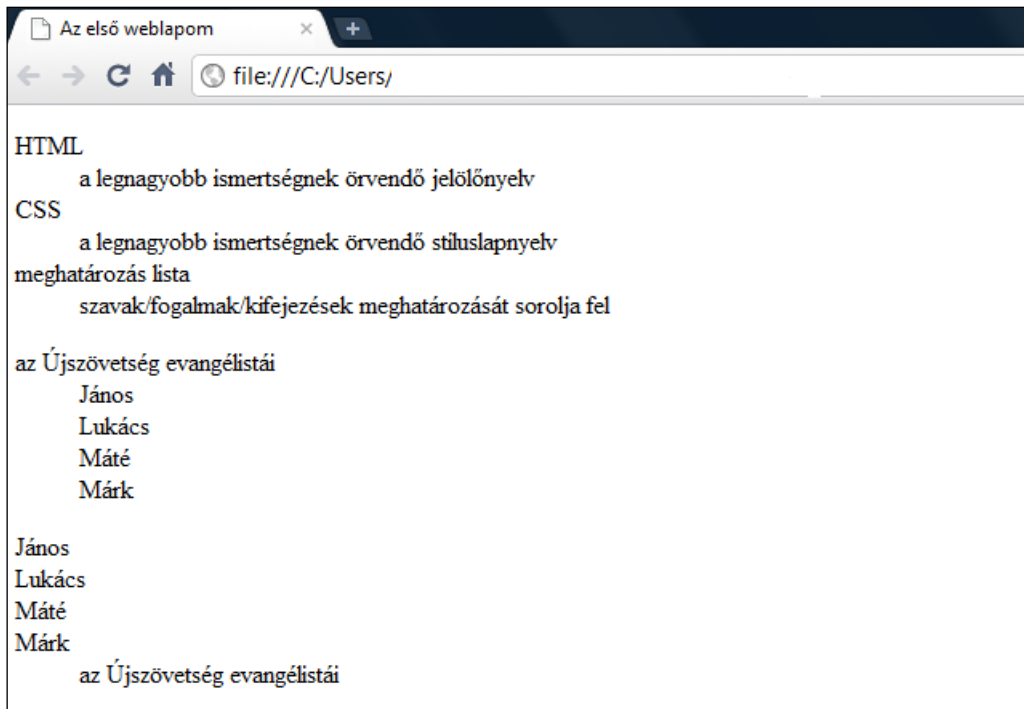 Az első weblapom
file:///C:/Users/
HTML
a legnagyobb ismertségnek örvendő jelölőnyelv
CSS
a legnagyobb ismertségnek örvendő stíluslapnyelv
meghatározás lista
szavak/fogalmak/kifejezések meghatározását sorolja fel
az Újszövetség evangélistái
János
Lukács
Máté
Márk
János
Lukács
Máté
Márk
az Újszövetség evangélistái